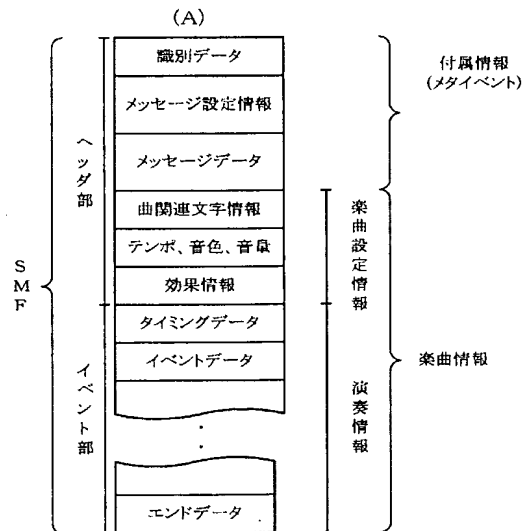 (A)
識別データ
メッセージ設定情報
メッセージデータ
曲関連文字情報
テンポ、音色、音量
効果情報
タイミングデータ
イベントデータ
エンドデータ
SMF
ヘッダ部
イベント部
付属情報
(メタイベント)
楽曲設定情報
演奏情報
楽曲情報